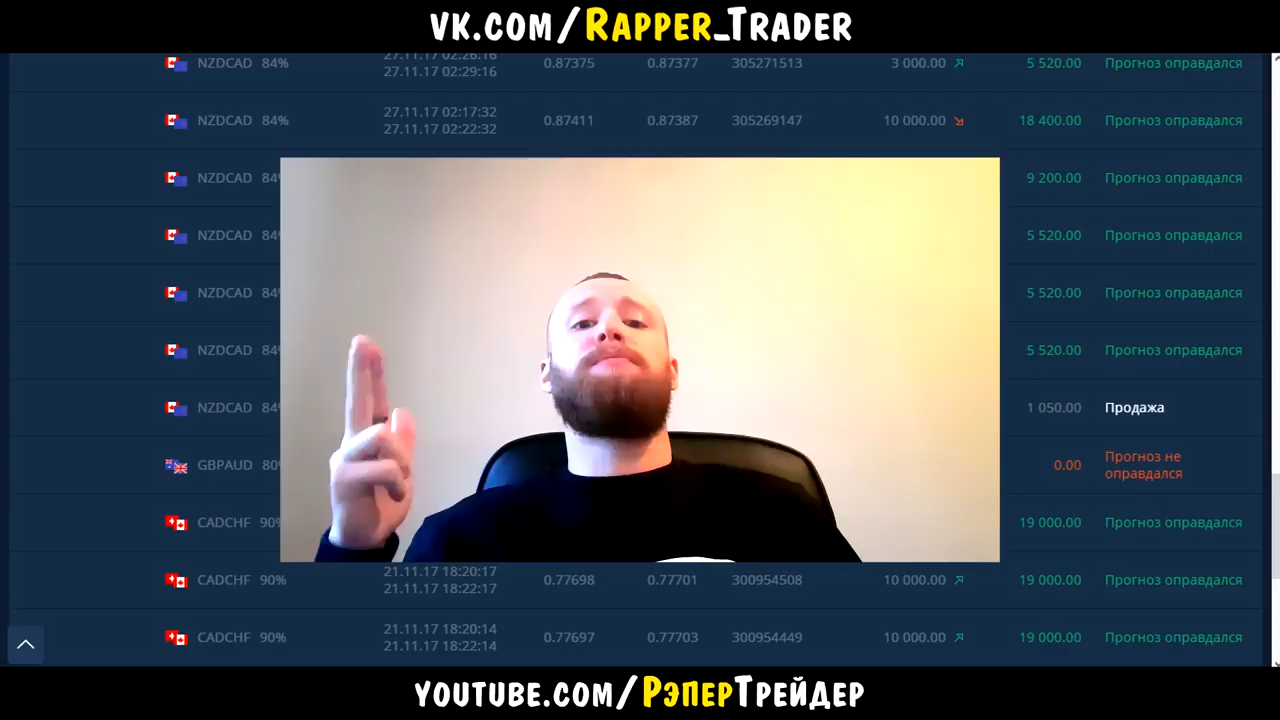 VK.COM/RAPPER_TRADER
27.11.17 02:26:16
NZDCAD 84% 0.87375 0.87377 305271513 3 000.00 5 520.00 Прогноз оправдался
27.11.17 02:29:16
27.11.17 02:17:32
NZDCAD 84% 0.87411 0.87387 305269147 10 000.00 18 400.00 Прогноз оправдался
27.11.17 02:22:32
NZDCAD 84% 9 200.00 Прогноз оправдался
NZDCAD 84% 5 520.00 Прогноз оправдался
NZDCAD 84% 5 520.00 Прогноз оправдался
NZDCAD 84% 5 520.00 Прогноз оправдался
NZDCAD 84% 1 050.00 Продажа
GBPAUD 80% 0.00 Прогноз не
оправдался
CADCHF 90% 19 000.00 Прогноз оправдался
21.11.17 18:20:17
CADCHF 90% 0.77698 0.77701 300954508 10 000.00 19 000.00 Прогноз оправдался
21.11.17 18:22:17
21.11.17 18:20:14
CADCHF 90% 0.77697 0.77703 300954449 10 000.00 19 000.00 Прогноз оправдался
21.11.17 18:22:14
YOUTUBE.COM/РЭПЕРТРЕЙДЕР